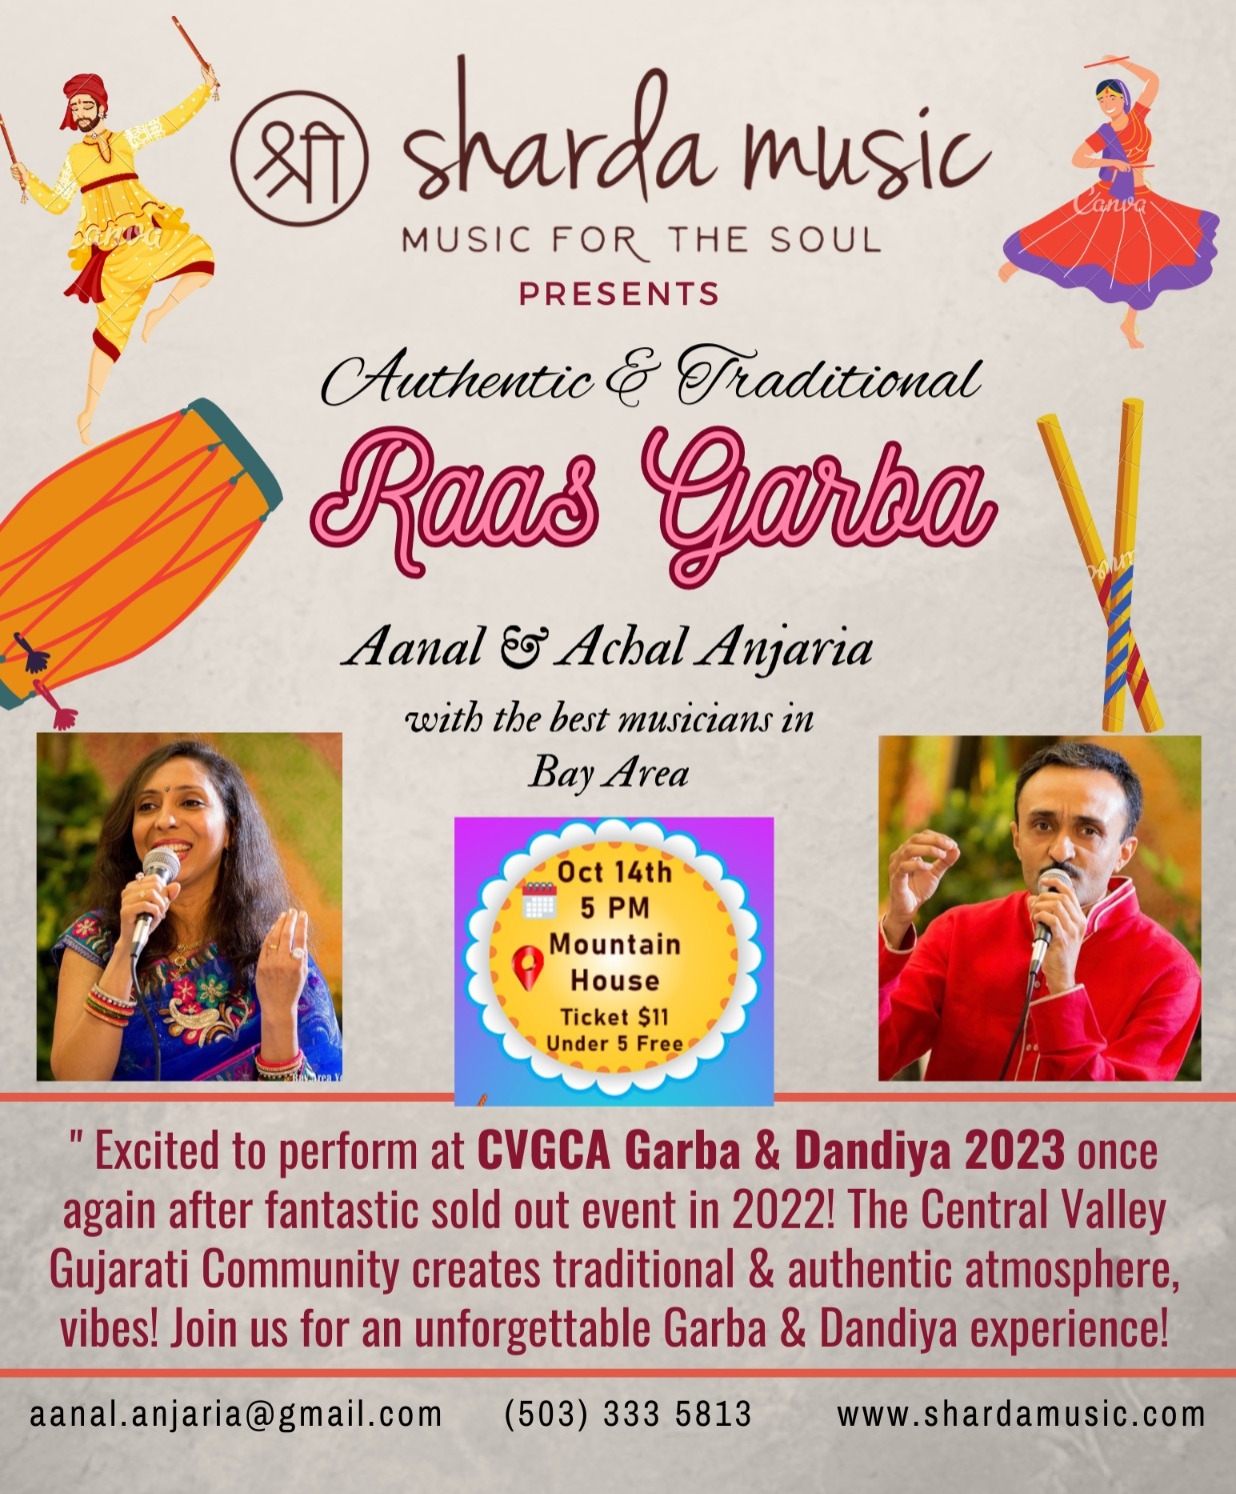 श्री
sharda music
MUSIC FOR THE SOUL
PRESENTS
Authentic & Traditional
Raas Garba
Aanal & Achal Anjaria
with the best musicians in
Bay Area
Oct 14th
5 PM
Mountain
House
Ticket $11
Under 5 Free
" Excited to perform at CVGCA Garba & Dandiya 2023 once
again after fantastic sold out event in 2022! The Central Valley
Gujarati Community creates traditional & authentic atmosphere,
vibes! Join us for an unforgettable Garba & Dandiya experience!
aanal.anjaria@gmail.com (503) 333 5813 www.shardamusic.com
Canva
Canva
Bay Area